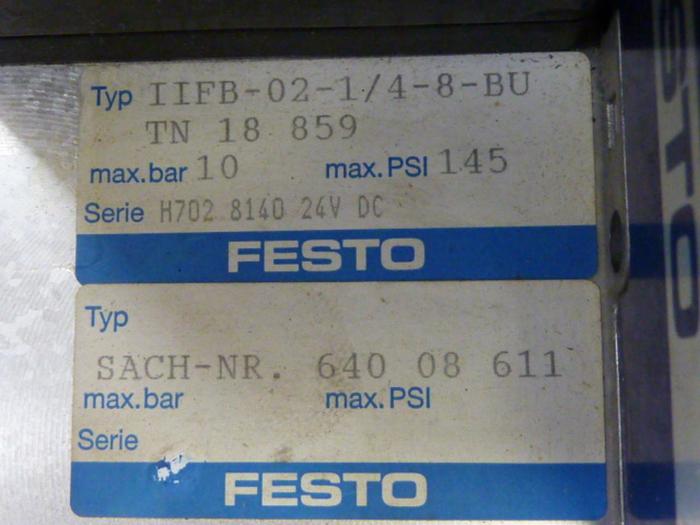 Typ IIFB-02-1/4-8-BU
TN 18 859
max.bar 10 max.PSI 145
Serie H702 8140 24V DC
FESTO
Typ
SACH-NR. 640 08 611
max.bar max.PSI
Serie
FESTO
STO